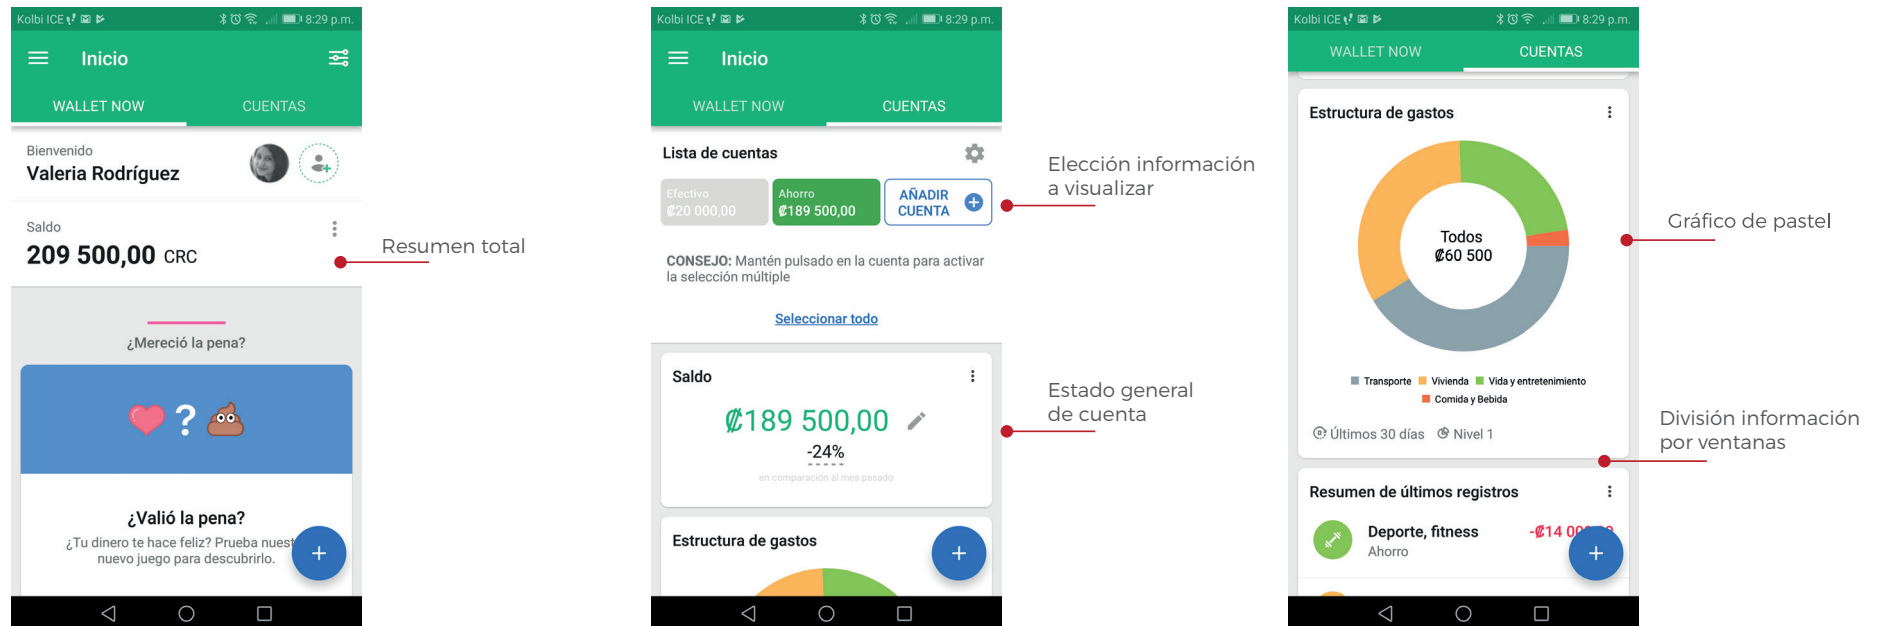 Kolbi ICE 8:29 p.m.
Inicio
WALLET NOW CUENTAS
Bienvenido
Valeria Rodríguez
Saldo
209 500,00 CRC
¿Mereció la pena?
?
¿Valió la pena?
¿Tu dinero te hace feliz? Prueba nuest
nuevo juego para descubrirlo.
+
Resumen total
Kolbi ICE 8:29 p.m.
Inicio
WALLET NOW CUENTAS
Lista de cuentas
Efectivo
₡20 000,00
Ahorro
₡189 500,00
AÑADIR
CUENTA
CONSEJO: Mantén pulsado en la cuenta para activar
la selección múltiple
Seleccionar todo
Saldo
₡189 500,00
-24%
en comparación al mes pasado
Estructura de gastos
+
Elección información
a visualizar
Estado general
de cuenta
Kolbi ICE 8:29 p.m.
WALLET NOW CUENTAS
Estructura de gastos
Todos
₡60 500
Transporte Vivienda Vida y entretenimiento
Comida y Bebida
Últimos 30 días Nivel 1
Resumen de últimos registros
Deporte, fitness -₡14 00
Ahorro
+
Gráfico de pastel
División información
por ventanas